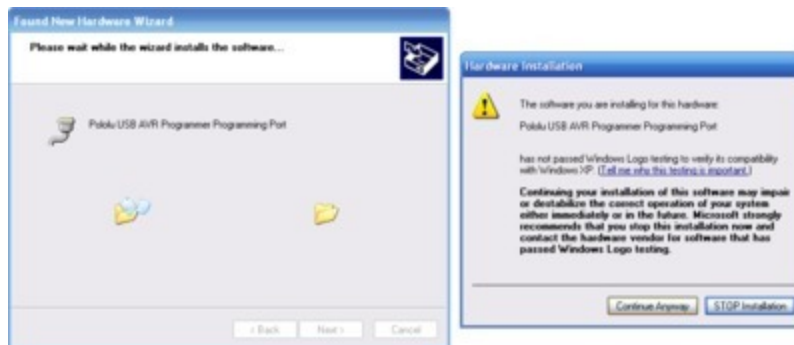 Found New Hardware Wizard
Please wait while the wizard installs the software...
Pololu USB AVR Programmer Programming Port
< Back
Next >
Cancel
Hardware Installation
The software you are installing for this hardware:
Pololu USB AVR Programmer Programming Port
has not passed Windows Logo testing to verify its compatibility
with Windows XP. (Tell me why this testing is important.)
Continuing your installation of this software may impair
or destabilize the correct operation of your system
either immediately or in the future. Microsoft strongly
recommends that you stop this installation now and
contact the hardware vendor for software that has
passed Windows Logo testing.
Continue Anyway
STOP Installation